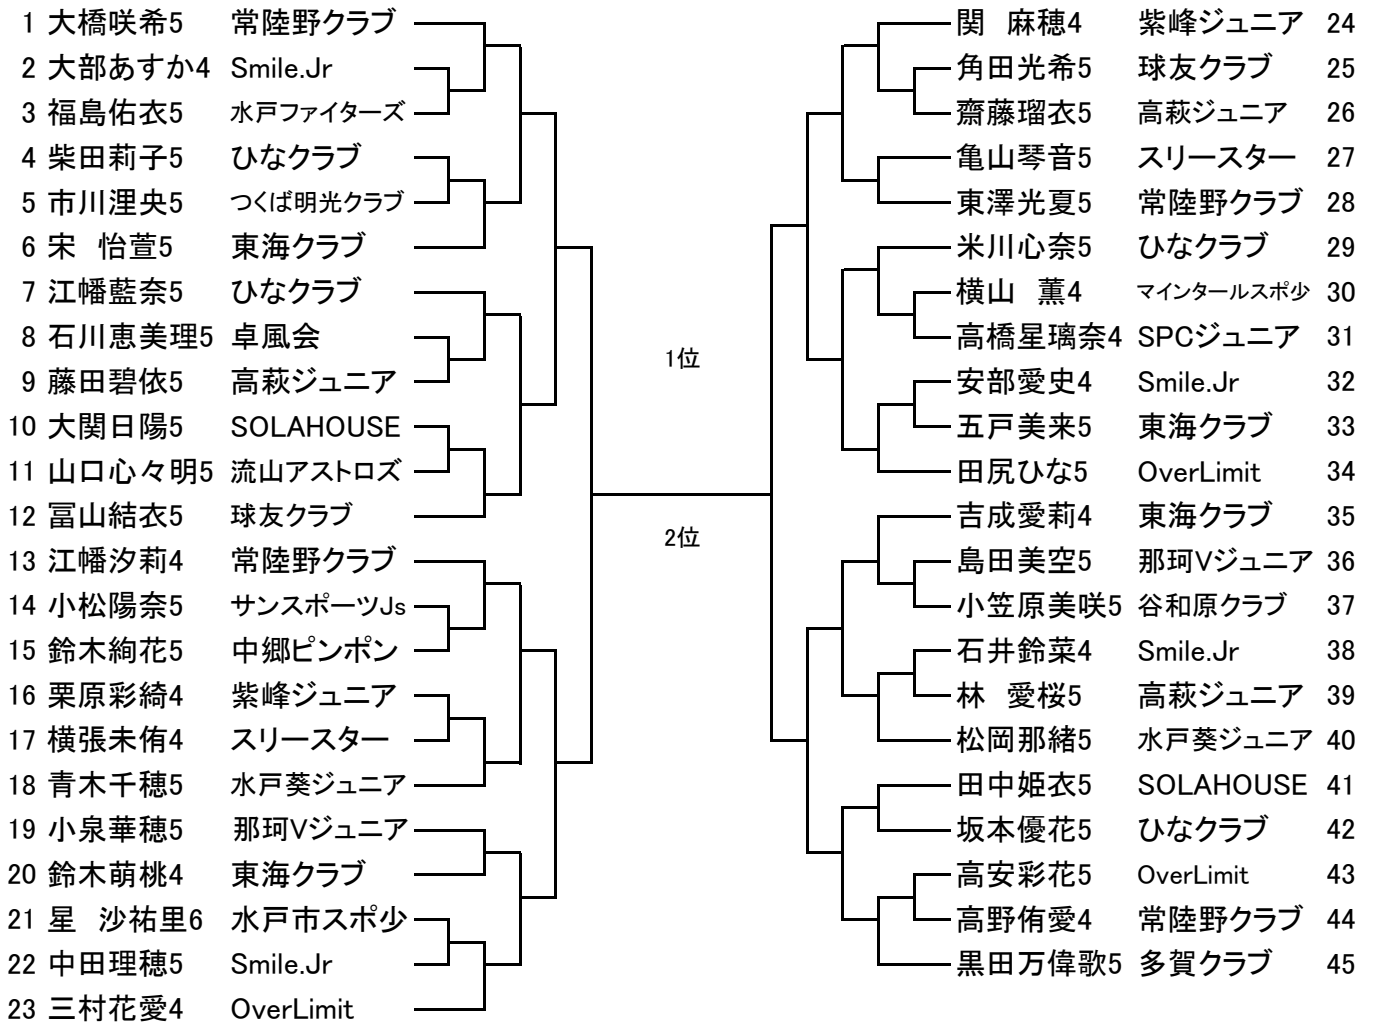 1 大橋咲希5 常陸野クラブ
2 大部あすか4 Smile.Jr
3 福島佑衣5 水戸ファイターズ
4 柴田莉子5 ひなクラブ
5 市川浬央5 つくば明光クラブ
6 宋 怡萱5 東海クラブ
7 江幡藍奈5 ひなクラブ
8 石川恵美理5 卓風会
9 藤田碧依5 高萩ジュニア
10 大関日陽5 SOLAHOUSE
11 山口心々明5 流山アストロズ
12 冨山結衣5 球友クラブ
13 江幡汐莉4 常陸野クラブ
14 小松陽奈5 サンスポーツJs
15 鈴木絢花5 中郷ピンポン
16 栗原彩綺4 紫峰ジュニア
17 横張未侑4 スリースター
18 青木千穂5 水戸葵ジュニア
19 小泉華穂5 那珂Vジュニア
20 鈴木萌桃4 東海クラブ
21 星 沙祐里6 水戸市スポ少
22 中田理穂5 Smile.Jr
23 三村花愛4 OverLimit
1位
2位
関 麻穂4 紫峰ジュニア 24
角田光希5 球友クラブ 25
齋藤瑠衣5 高萩ジュニア 26
亀山琴音5 スリースター 27
東澤光夏5 常陸野クラブ 28
米川心奈5 ひなクラブ 29
横山 薫4 マインタールスポ少 30
高橋星璃奈4 SPCジュニア 31
安部愛史4 Smile.Jr 32
五戸美来5 東海クラブ 33
田尻ひな5 OverLimit 34
吉成愛莉4 東海クラブ 35
島田美空5 那珂Vジュニア 36
小笠原美咲5 谷和原クラブ 37
石井鈴菜4 Smile.Jr 38
林 愛桜5 高萩ジュニア 39
松岡那緒5 水戸葵ジュニア 40
田中姫衣5 SOLAHOUSE 41
坂本優花5 ひなクラブ 42
高安彩花5 OverLimit 43
高野侑愛4 常陸野クラブ 44
黒田万偉歌5 多賀クラブ 45